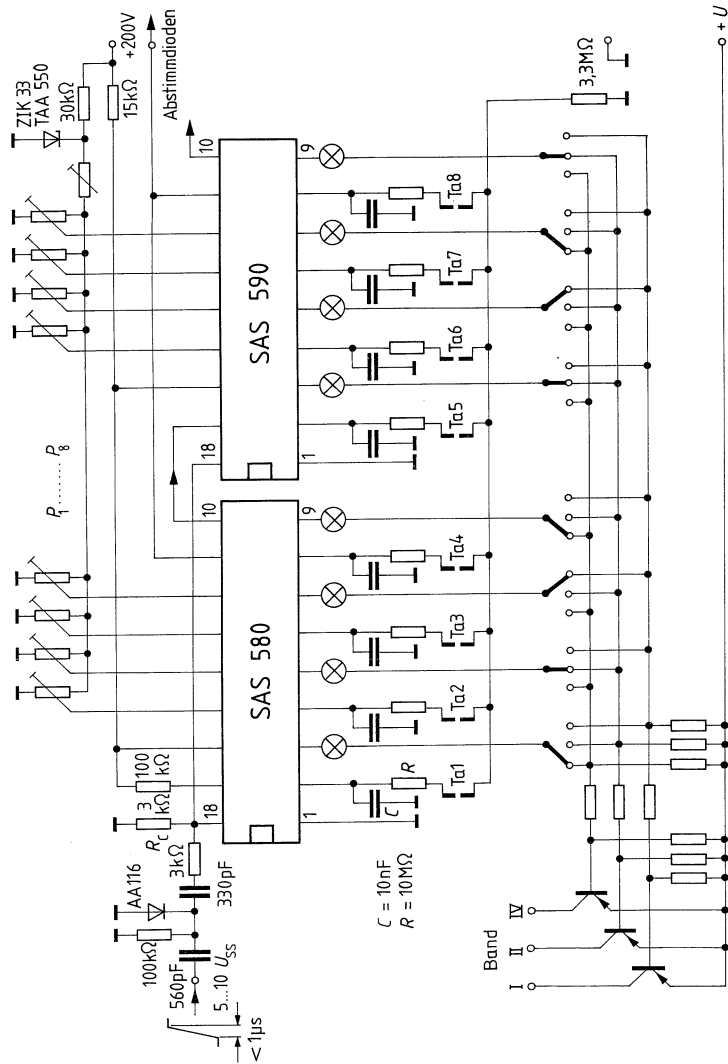 ZIK 33
TAA 550
30kΩ
+200V
15kΩ
Abstimmdioden
P₁ ........ P₈
100
kΩ
3
kΩ
R_C
3kΩ
AA116
100kΩ
330pF
560pF
5...10 U_SS
<1µs
18
10
SAS 580
1
9
18
10
SAS 590
1
9
C
R
C = 10nF
R = 10MΩ
Ta1
Ta2
Ta3
Ta4
Ta5
Ta6
Ta7
Ta8
3,3MΩ
Band
I
II
IV
+U